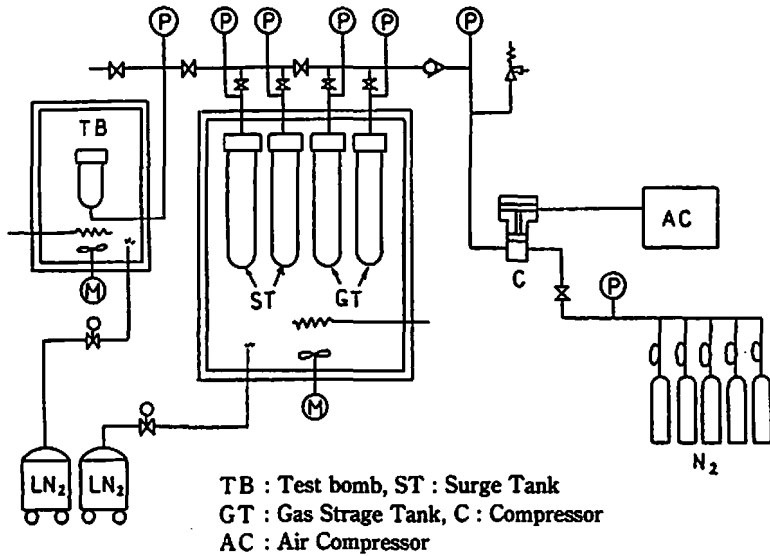 P P P P P P
TB
ST GT
M
M
C
AC
P
N₂
LN₂ LN₂
TB : Test bomb, ST : Surge Tank
GT : Gas Strage Tank, C : Compressor
AC : Air Compressor